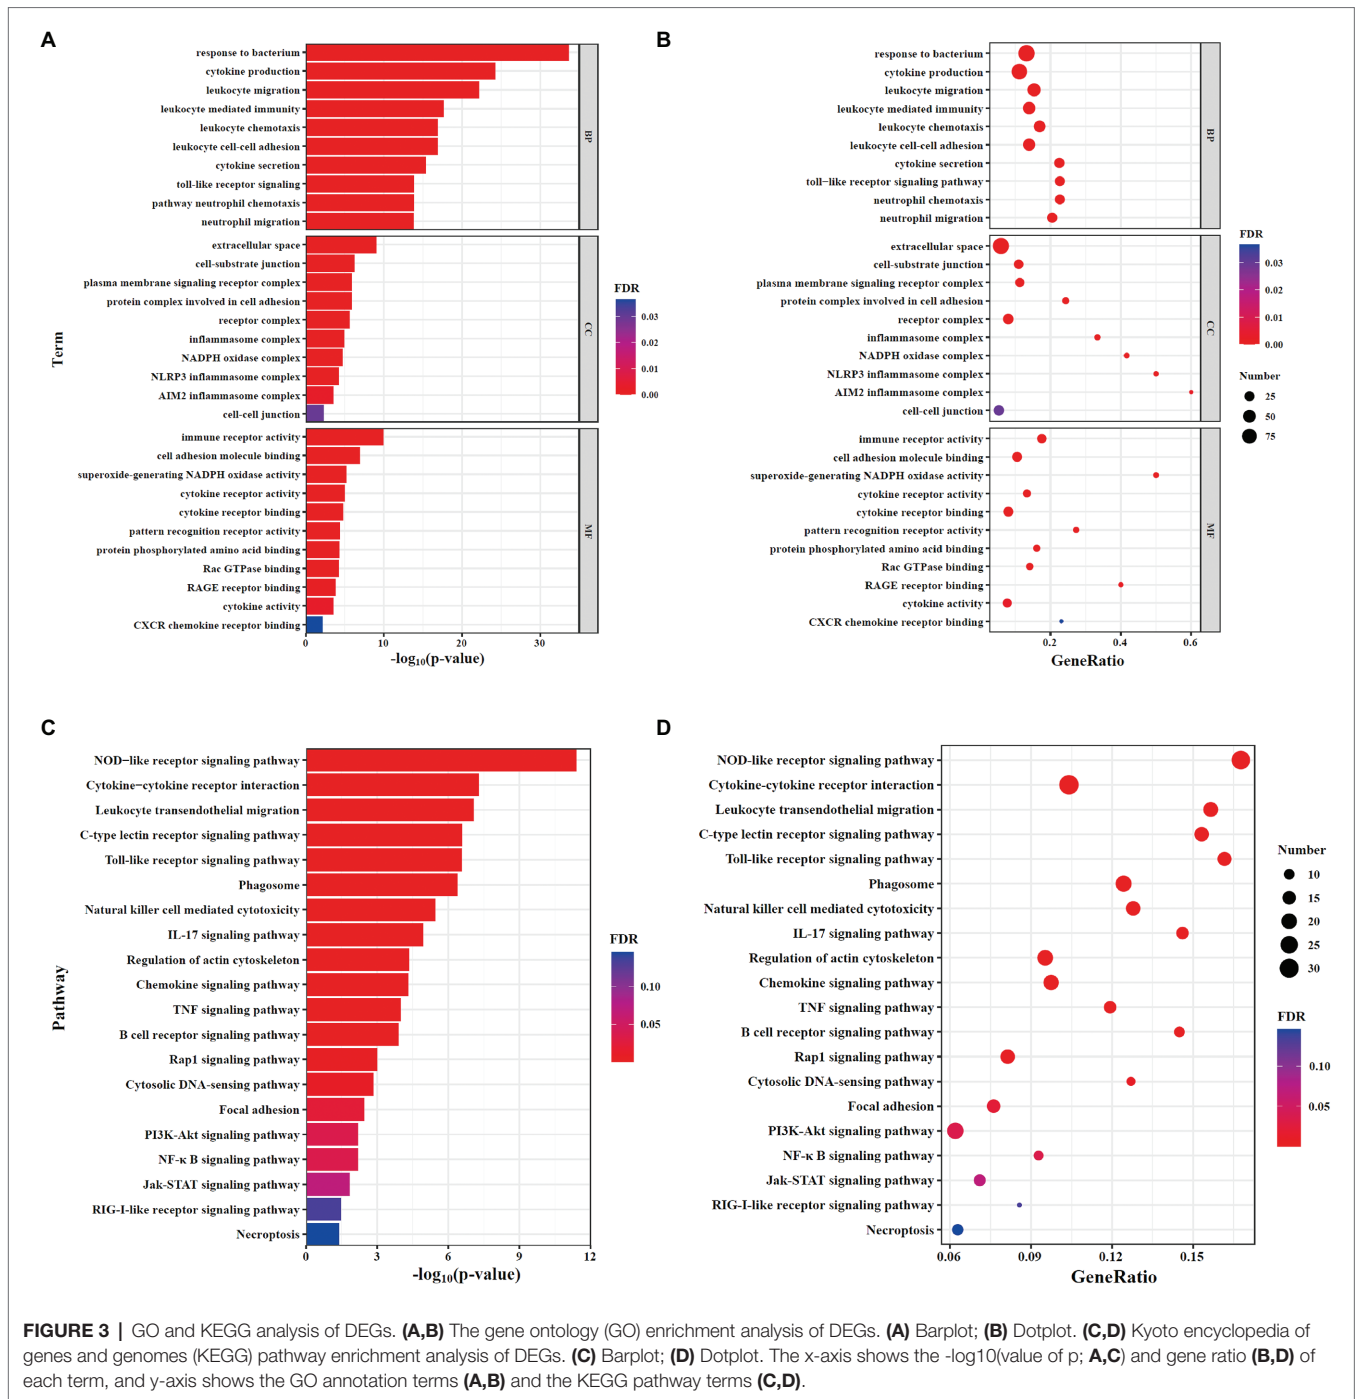 A
response to bacterium
cytokine production
leukocyte migration
leukocyte mediated immunity
leukocyte chemotaxis
leukocyte cell-cell adhesion
cytokine secretion
toll-like receptor signaling
pathway neutrophil chemotaxis
neutrophil migration
BP
extracellular space
cell-substrate junction
plasma membrane signaling receptor complex
protein complex involved in cell adhesion
receptor complex
inflammasome complex
NADPH oxidase complex
NLRP3 inflammasome complex
AIM2 inflammasome complex
cell-cell junction
CC
immune receptor activity
cell adhesion molecule binding
superoxide-generating NADPH oxidase activity
cytokine receptor activity
cytokine receptor binding
pattern recognition receptor activity
protein phosphorylated amino acid binding
Rac GTPase binding
RAGE receptor binding
cytokine activity
CXCR chemokine receptor binding
MF
Term
0 10 20 30
-log10(p-value)
FDR
0.03
0.02
0.01
0.00
B
response to bacterium
cytokine production
leukocyte migration
leukocyte mediated immunity
leukocyte chemotaxis
leukocyte cell-cell adhesion
cytokine secretion
toll−like receptor signaling pathway
neutrophil chemotaxis
neutrophil migration
BP
extracellular space
cell-substrate junction
plasma membrane signaling receptor complex
protein complex involved in cell adhesion
receptor complex
inflammasome complex
NADPH oxidase complex
NLRP3 inflammasome complex
AIM2 inflammasome complex
cell-cell junction
CC
immune receptor activity
cell adhesion molecule binding
superoxide-generating NADPH oxidase activity
cytokine receptor activity
cytokine receptor binding
pattern recognition receptor activity
protein phosphorylated amino acid binding
Rac GTPase binding
RAGE receptor binding
cytokine activity
CXCR chemokine receptor binding
MF
0.2 0.4 0.6
GeneRatio
FDR
0.03
0.02
0.01
0.00
Number
25
50
75
C
NOD−like receptor signaling pathway
Cytokine−cytokine receptor interaction
Leukocyte transendothelial migration
C-type lectin receptor signaling pathway
Toll-like receptor signaling pathway
Phagosome
Natural killer cell mediated cytotoxicity
IL-17 signaling pathway
Regulation of actin cytoskeleton
Chemokine signaling pathway
TNF signaling pathway
B cell receptor signaling pathway
Rap1 signaling pathway
Cytosolic DNA-sensing pathway
Focal adhesion
PI3K-Akt signaling pathway
NF-κ B signaling pathway
Jak-STAT signaling pathway
RIG-I-like receptor signaling pathway
Necroptosis
Pathway
0 3 6 9 12
-log10(p-value)
FDR
0.10
0.05
D
NOD-like receptor signaling pathway
Cytokine-cytokine receptor interaction
Leukocyte transendothelial migration
C-type lectin receptor signaling pathway
Toll-like receptor signaling pathway
Phagosome
Natural killer cell mediated cytotoxicity
IL-17 signaling pathway
Regulation of actin cytoskeleton
Chemokine signaling pathway
TNF signaling pathway
B cell receptor signaling pathway
Rap1 signaling pathway
Cytosolic DNA-sensing pathway
Focal adhesion
PI3K-Akt signaling pathway
NF-κ B signaling pathway
Jak-STAT signaling pathway
RIG-I-like receptor signaling pathway
Necroptosis
0.06 0.09 0.12 0.15
GeneRatio
Number
10
15
20
25
30
FDR
0.10
0.05
FIGURE 3 | GO and KEGG analysis of DEGs. (A,B) The gene ontology (GO) enrichment analysis of DEGs. (A) Barplot; (B) Dotplot. (C,D) Kyoto encyclopedia of
genes and genomes (KEGG) pathway enrichment analysis of DEGs. (C) Barplot; (D) Dotplot. The x-axis shows the -log10(value of p; A,C) and gene ratio (B,D) of
each term, and y-axis shows the GO annotation terms (A,B) and the KEGG pathway terms (C,D).